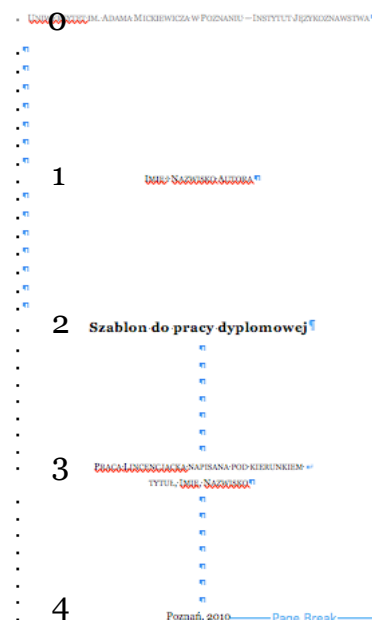 0 Uniwersytet im. Adama Mickiewicza w Poznaniu – Instytut Językoznawstwa
1 Imię i Nazwisko Autora
2 Szablon do pracy dyplomowej
3 Praca Lincencjacka napisana pod kierunkiem
tytuł, Imię, Nazwisko
4 Poznań, 2010 Page Break